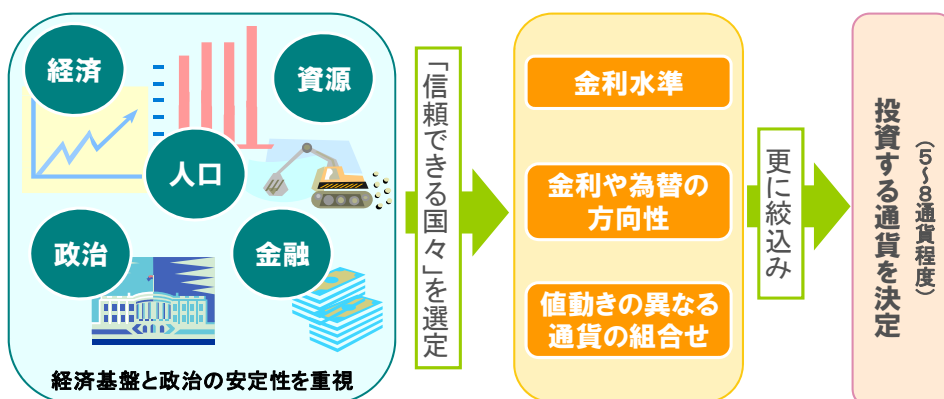 経済
資源
人口
政治
金融
経済基盤と政治の安定性を重視
「信頼できる国々」を選定
金利水準
金利や為替の
方向性
値動きの異なる
通貨の組合せ
更に絞込み
投資する通貨を決定
（５～８通貨程度）